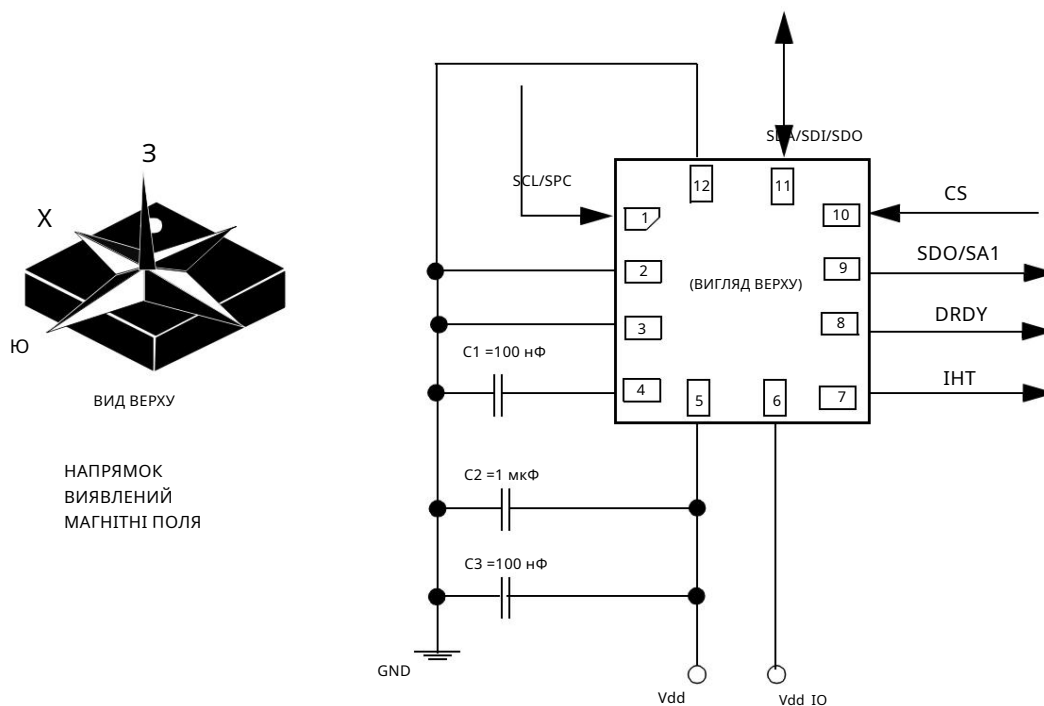 З
Х
Ю
ВИД ВЕРХУ
НАПРЯМОК
ВИЯВЛЕНИЙ
МАГНІТНІ ПОЛЯ
SDA/SDI/SDO
SCL/SPC
12
11
1
10
CS
2
9
SDO/SA1
(ВИГЛЯД ВЕРХУ)
3
8
DRDY
C1 =100 нФ
4
5
6
7
ІНТ
C2 =1 мкФ
C3 =100 нФ
GND
Vdd
Vdd IO